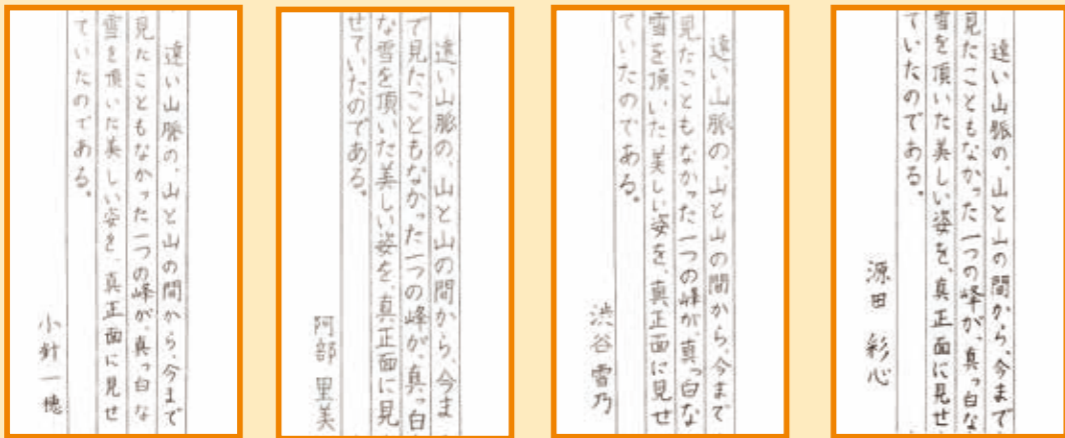 遠い山脈の、山と山の間から、今まで
見たこともなかった一つの峰が、真っ白な
雪を頂いた美しい姿を、真正面に見せ
ていたのである。
小針一穂
遠い山脈の、山と山の間から、今ま
で見たこともなかった一つの峰が、真っ白
な雪を頂いた美しい姿を、真正面に見
せていたのである。
阿部 里美
遠い山脈の、山と山の間から、今まで
見たこともなかった一つの峰が、真っ白な
雪を頂いた美しい姿を、真正面に見せ
ていたのである。
渋谷雪乃
遠い山脈の、山と山の間から、今まで
見たこともなかった一つの峰が、真っ白な
雪を頂いた美しい姿を、真正面に見せ
ていたのである。
源田 彩心